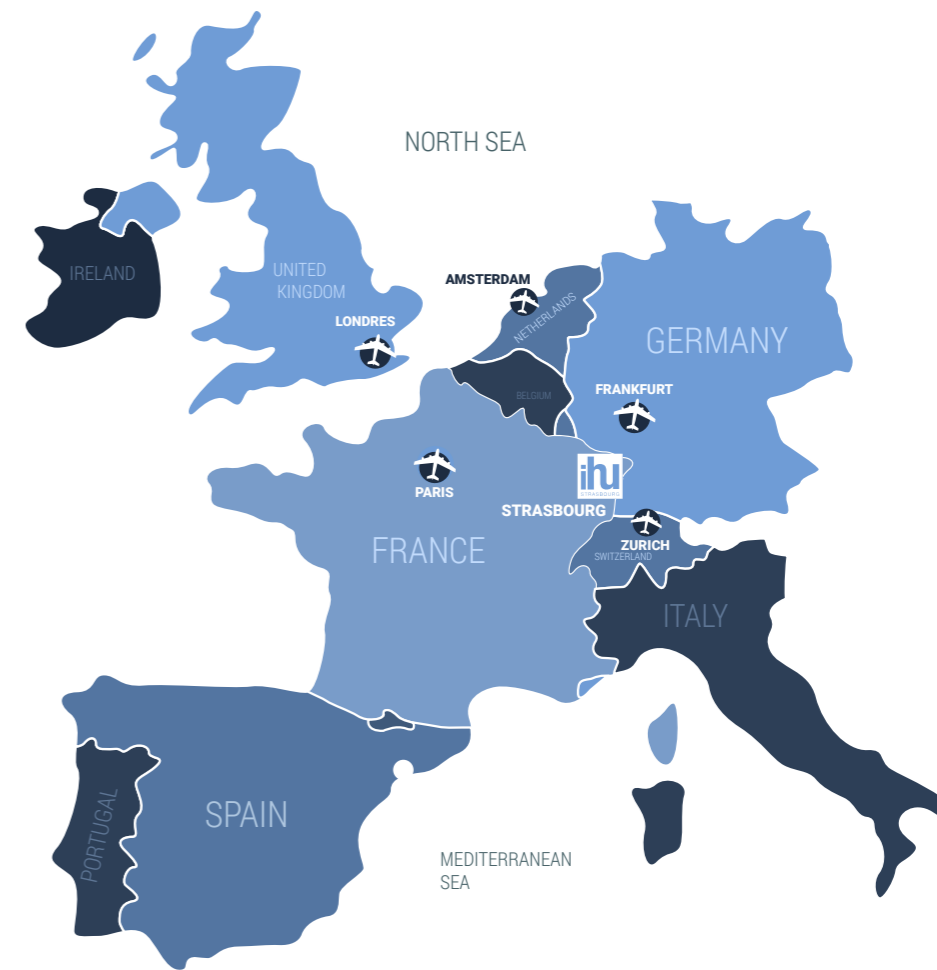 NORTH SEA
IRELAND
UNITED
KINGDOM
AMSTERDAM
NETHERLANDS
LONDRES
GERMANY
FRANKFURT
BELGIUM
ihu
STRASBOURG
PARIS
STRASBOURG
FRANCE
ZURICH
SWITZERLAND
ITALY
SPAIN
PORTUGAL
MEDITERRANEAN
SEA